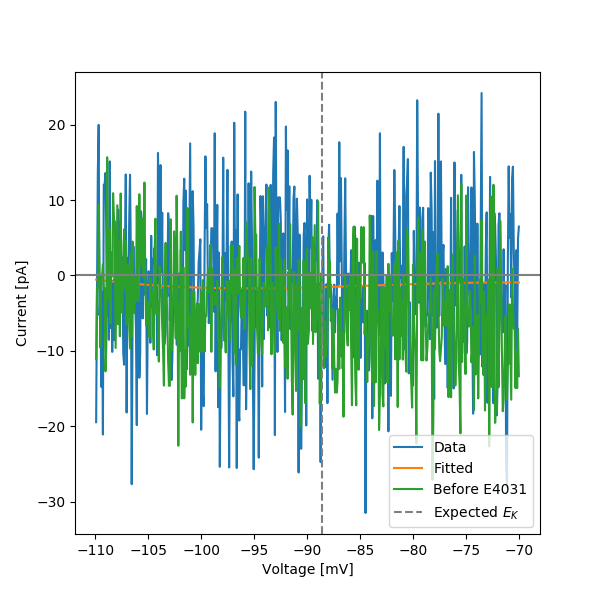 20
10
0
−10
−20
−30
Current [pA]
Data
Fitted
Before E4031
Expected $E_K$
−110 −105 −100 −95 −90 −85 −80 −75 −70
Voltage [mV]